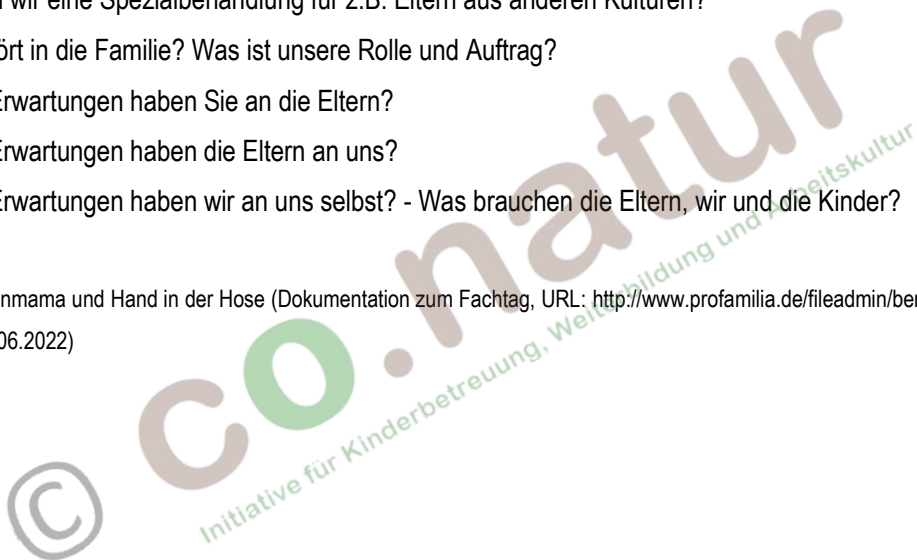 wir eine Spezialbehandlung für z.B. Eltern aus anderen Kulturen?
ört in die Familie? Was ist unsere Rolle und Auftrag?
Erwartungen haben Sie an die Eltern?
Erwartungen haben die Eltern an uns?
Erwartungen haben wir an uns selbst? - Was brauchen die Eltern, wir und die Kinder?
nmama und Hand in der Hose (Dokumentation zum Fachtag, URL: http://www.profamilia.de/fileadmin/ber
06.2022)
© co.natur
Initiative für Kinderbetreuung, Weiterbildung und Arbeitskultur